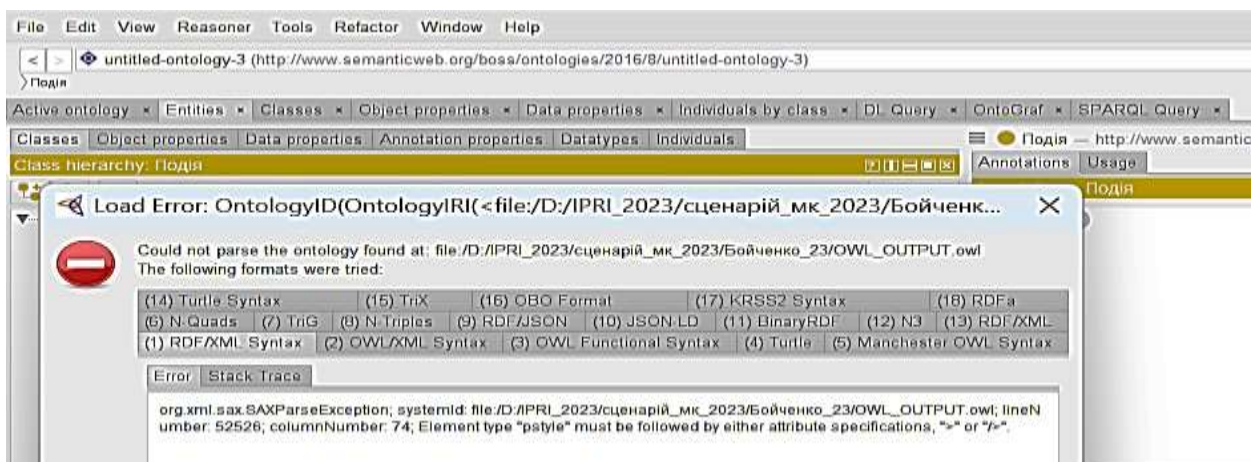 File Edit View Reasoner Tools Refactor Window Help
< > untitled-ontology-3 (http://www.semanticweb.org/boss/ontologies/2016/8/untitled-ontology-3)
Подія
Active ontology × Entities × Classes × Object properties × Data properties × Individuals by class × DL Query × OntoGraf × SPARQL Query ×
Classes Object properties Data properties Annotation properties Datatypes Individuals
Подія — http://www.semantic
Class hierarchy: Подія
Annotations Usage
Подія
Load Error: OntologyID(OntologyIRI(<file:/D:/IPRI_2023/сценарій_мк_2023/Бойченк...
Could not parse the ontology found at: file:/D:/IPRI_2023/сценарій_мк_2023/Бойченко_23/OWL_OUTPUT.owl
The following formats were tried:
(14) Turtle Syntax (15) TriX (16) OBO Format (17) KRSS2 Syntax (18) RDFa
(6) N-Quads (7) TriG (8) N-Triples (9) RDF/JSON (10) JSON-LD (11) BinaryRDF (12) N3 (13) RDF/XML
(1) RDF/XML Syntax (2) OWL/XML Syntax (3) OWL Functional Syntax (4) Turtle (5) Manchester OWL Syntax
Error Stack Trace
org.xml.sax.SAXParseException; systemId: file:/D:/IPRI_2023/сценарій_мк_2023/Бойченко_23/OWL_OUTPUT.owl; lineN
umber: 52526; columnNumber: 74; Element type "pstyle" must be followed by either attribute specifications, ">" or "/>".